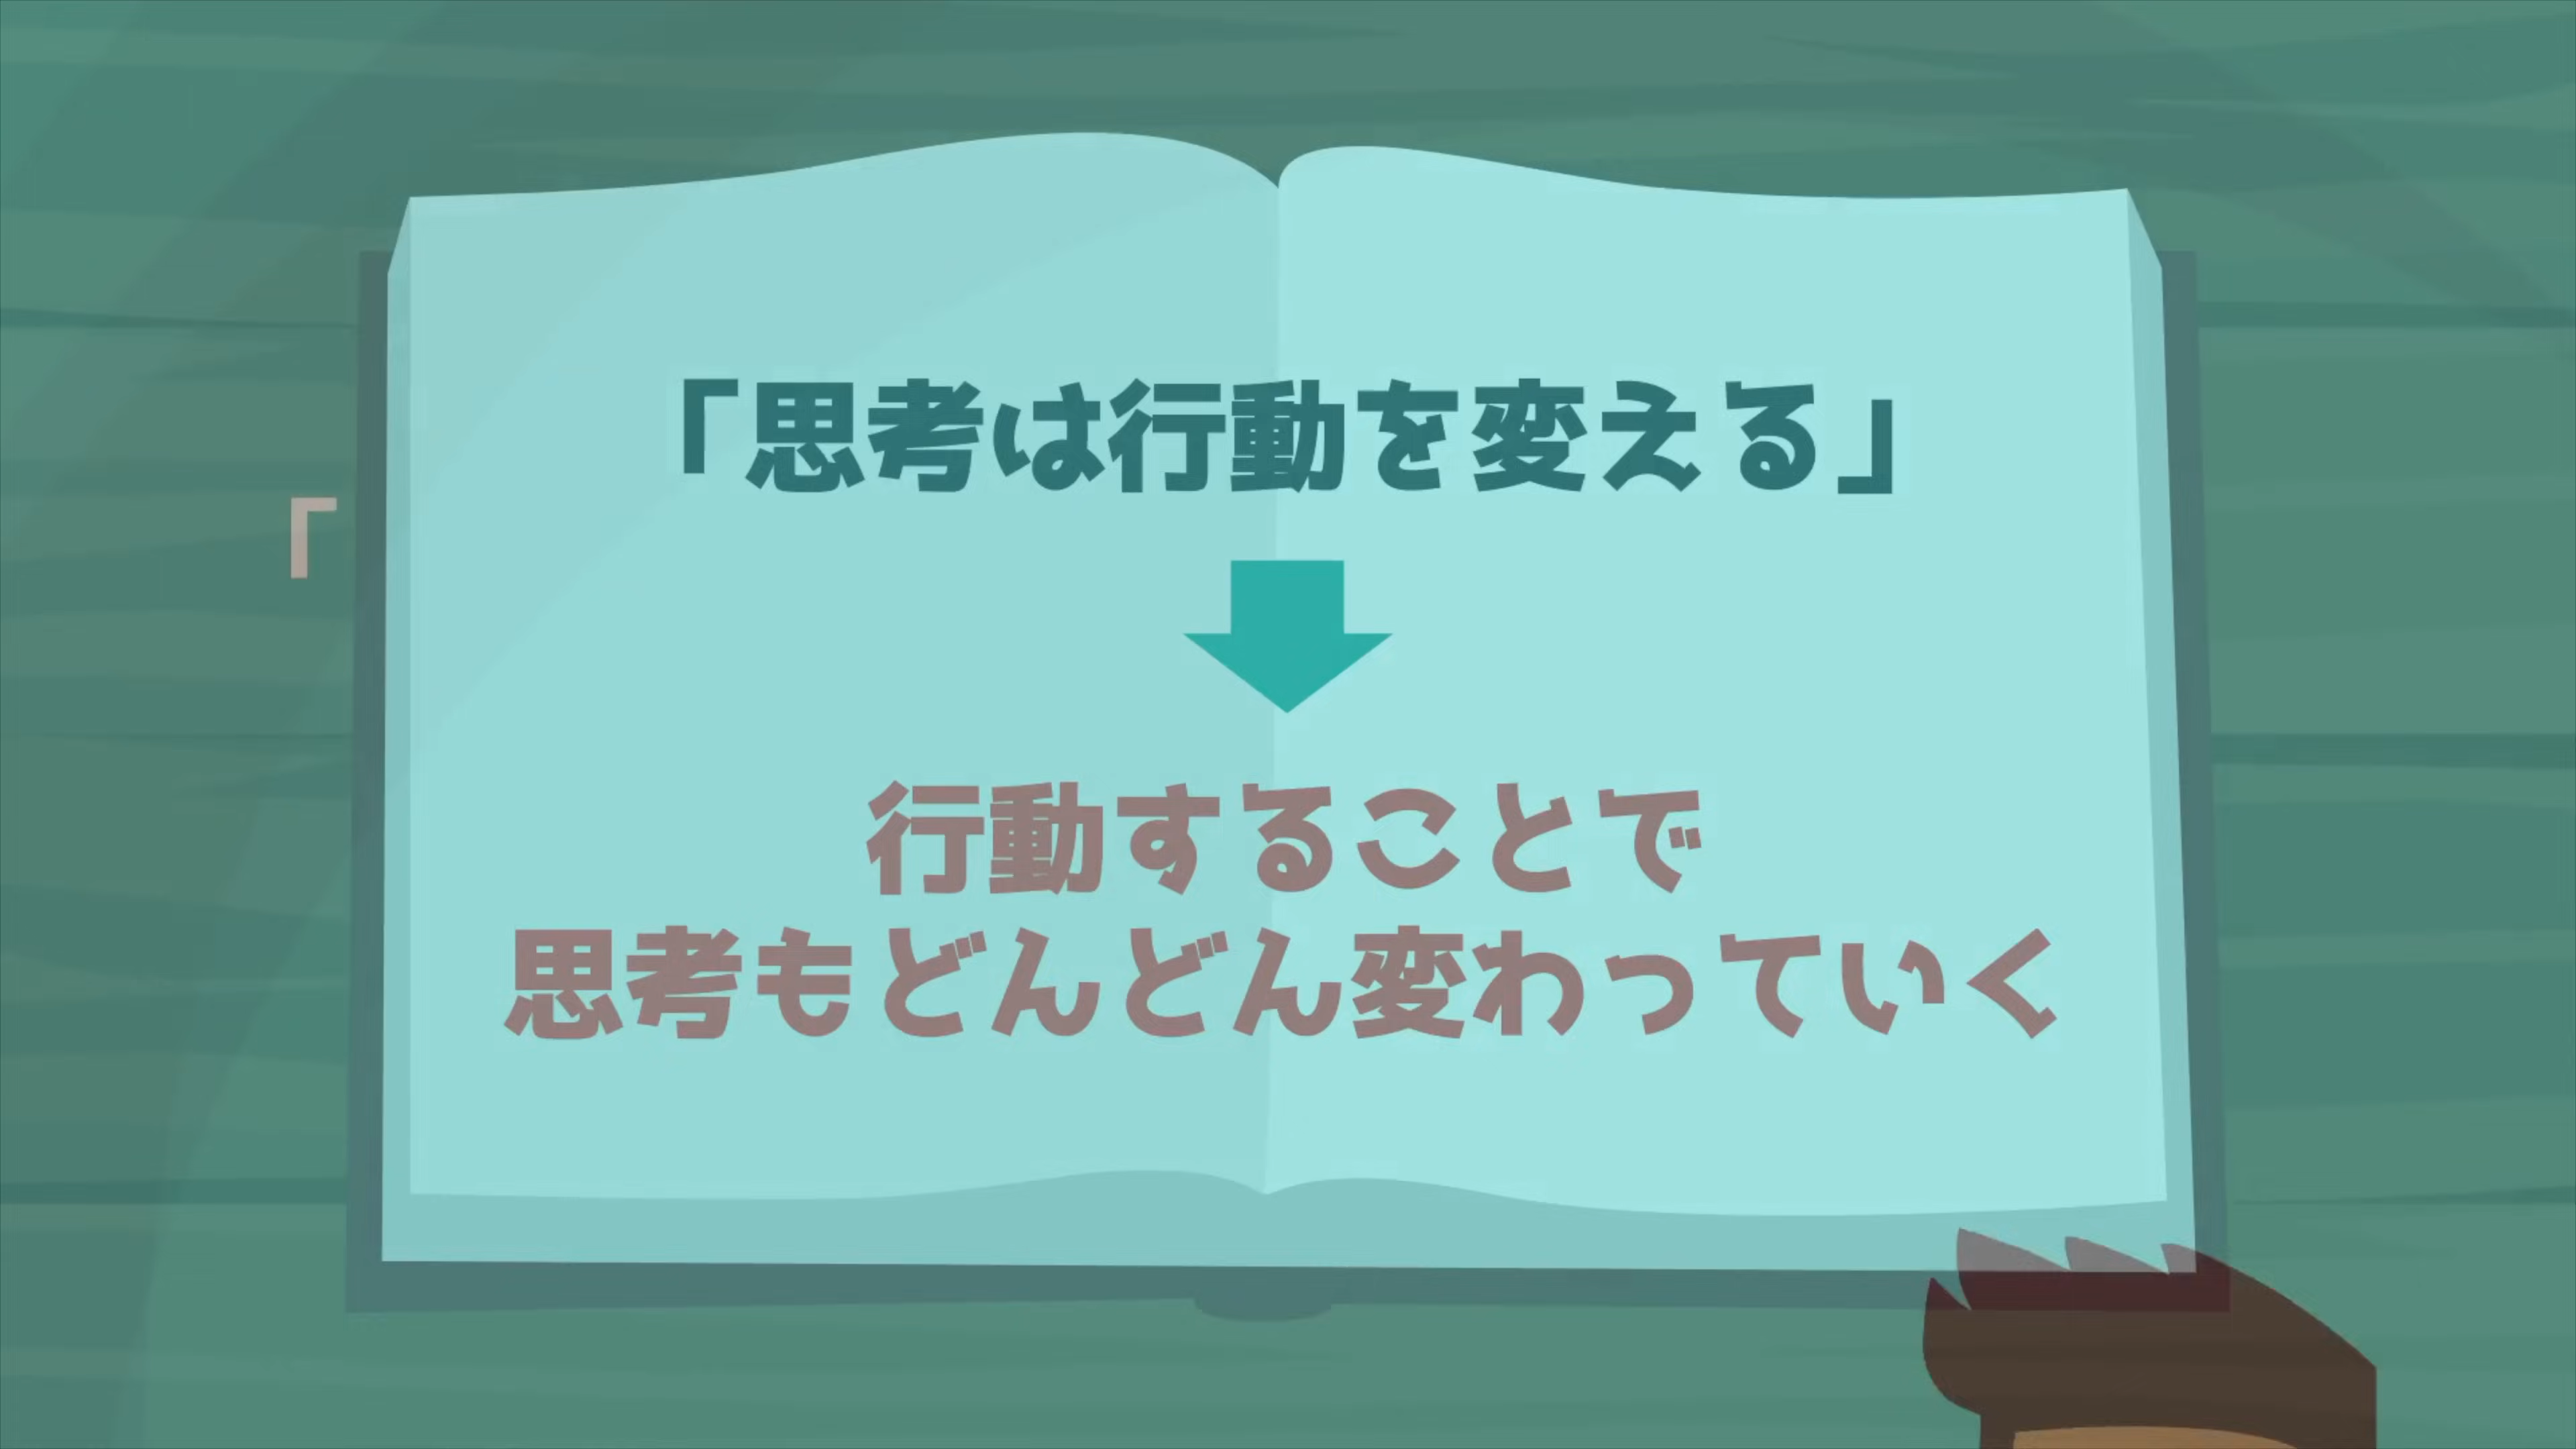 「思考は行動を変える」
「
行動することで
思考もどんどん変わっていく